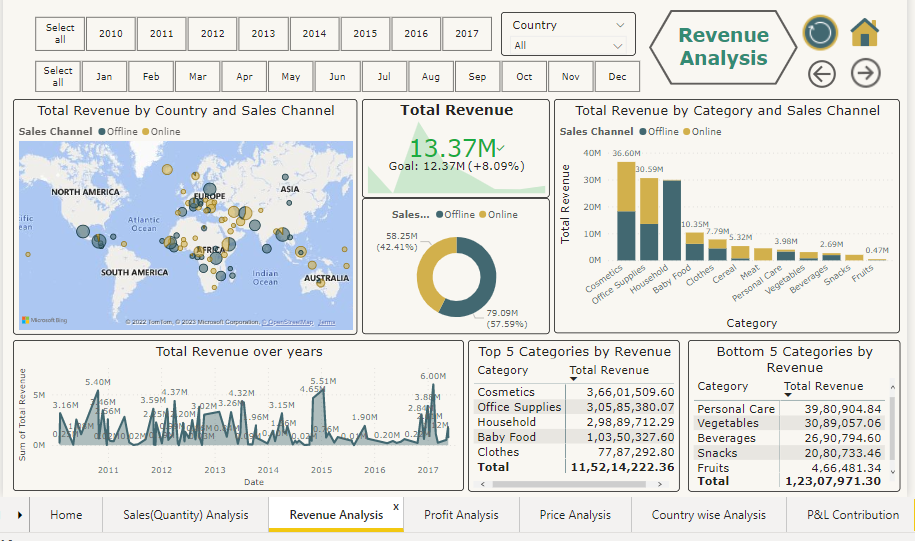 Select all
2010
2011
2012
2013
2014
2015
2016
2017
Country
All
Revenue
Analysis
Select all
Jan
Feb
Mar
Apr
May
Jun
Jul
Aug
Sep
Oct
Nov
Dec
Total Revenue by Country and Sales Channel
Sales Channel Offline Online
NORTH AMERICA
EUROPE
ASIA
Atlantic
Ocean
AFRICA
SOUTH AMERICA
Indian
Ocean
AUSTRALIA
Microsoft Bing
© 2022 TomTom, © 2023 Microsoft Corporation, © OpenStreetMap Terms
Total Revenue
13.37M
Goal: 12.37M (+8.09%)
Sales... Offline Online
58.25M
(42.41%)
79.09M
(57.59%)
Total Revenue by Category and Sales Channel
Sales Channel Offline Online
Total Revenue
40M
30M
20M
10M
0M
36.60M
30.59M
10.35M
7.79M
5.32M
3.98M
2.69M
0.47M
Cosmetics
Office Supplies
Household
Baby Food
Clothes
Cereal
Meat
Personal Care
Vegetables
Beverages
Snacks
Fruits
Category
Total Revenue over years
Sum of Total Revenue
5M
0M
3.16M
5.40M
3.59M
4.37M
3.02M
4.32M
3.26M
1.96M
3.15M
5.51M
4.65M
0.76M
1.90M
0.20M
6.00M
3.88M
2011
2012
2013
2014
2015
2016
2017
Date
Top 5 Categories by Revenue
Category Total Revenue
Cosmetics 3,66,01,509.60
Office Supplies 3,05,85,380.07
Household 2,98,89,712.29
Baby Food 1,03,50,327.60
Clothes 77,87,292.80
Total 11,52,14,222.36
Bottom 5 Categories by
Revenue
Category Total Revenue
Personal Care 39,80,904.84
Vegetables 30,89,057.06
Beverages 26,90,794.60
Snacks 20,80,733.46
Fruits 4,66,481.34
Total 1,23,07,971.30
Home
Sales(Quantity) Analysis
Revenue Analysis x
Profit Analysis
Price Analysis
Country wise Analysis
P&L Contribution